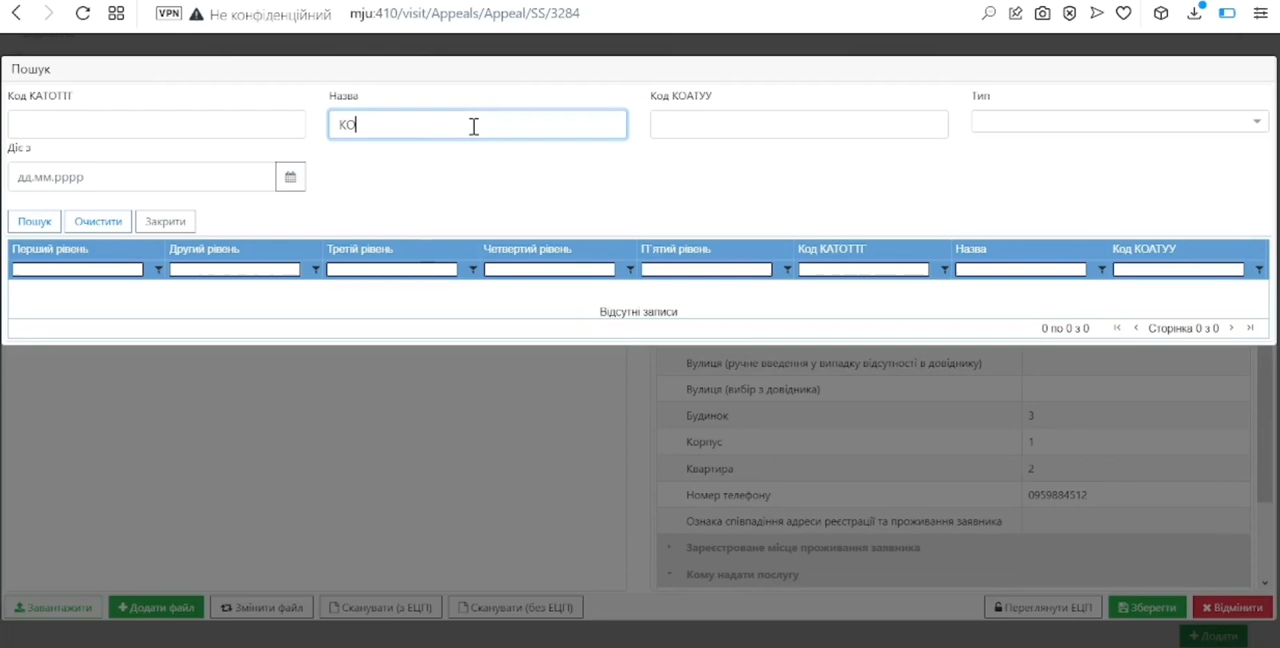 VPN Не конфіденційний mju:410/visit/Appeals/Appeal/SS/3284
Пошук
Код КАТОТТГ Назва Код КОАТУУ Тип
КО
Діє з
дд.мм.рррр
Пошук Очистити Закрити
Перший рівень Другий рівень Третій рівень Четвертий рівень П'ятий рівень Код КАТОТТГ Назва Код КОАТУУ
Відсутні записи
0 по 0 з 0 Сторінка 0 з 0
Вулиця (ручне введення у випадку відсутності в довіднику)
Вулиця (вибір з довідника)
Будинок 3
Корпус 1
Квартира 2
Номер телефону 0959884512
Ознака співпадіння адреси реєстрації та проживання заявника
Зареєстроване місце проживання заявника
Кому надати послугу
Завантажити Додати файл Змінити файл Сканувати (з ЕЦП) Сканувати (без ЕЦП) Переглянути ЕЦП Зберегти Відмінити
Додати